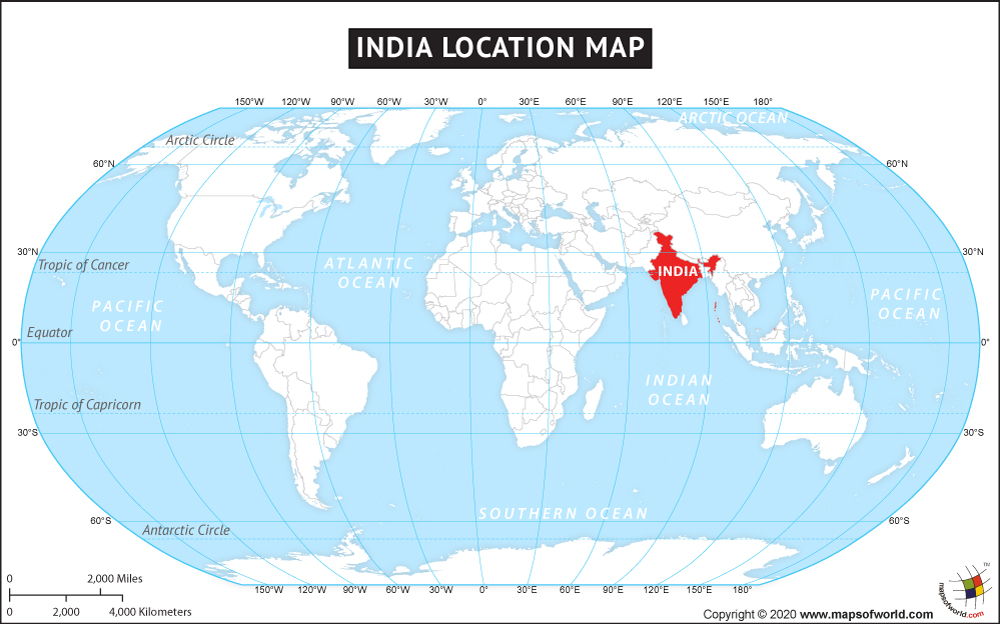 INDIA LOCATION MAP
150°W 120°W 90°W 60°W 30°W 0° 30°E 60°E 90°E 120°E 150°E 180°
ARCTIC OCEAN
Arctic Circle
60°N 60°N
30°N 30°N
Tropic of Cancer
ATLANTIC
OCEAN
INDIA
PACIFIC
OCEAN
PACIFIC
OCEAN
Equator
0° 0°
INDIAN
OCEAN
Tropic of Capricorn
30°S 30°S
SOUTHERN OCEAN
60°S 60°S
Antarctic Circle
150°W 120°W 90°W 60°W 30°W 0° 30°E 60°E 90°E 120°E 150°E 180°
0 2,000 Miles
0 2,000 4,000 Kilometers
TM
mapsofworld.com
Copyright © 2020 www.mapsofworld.com